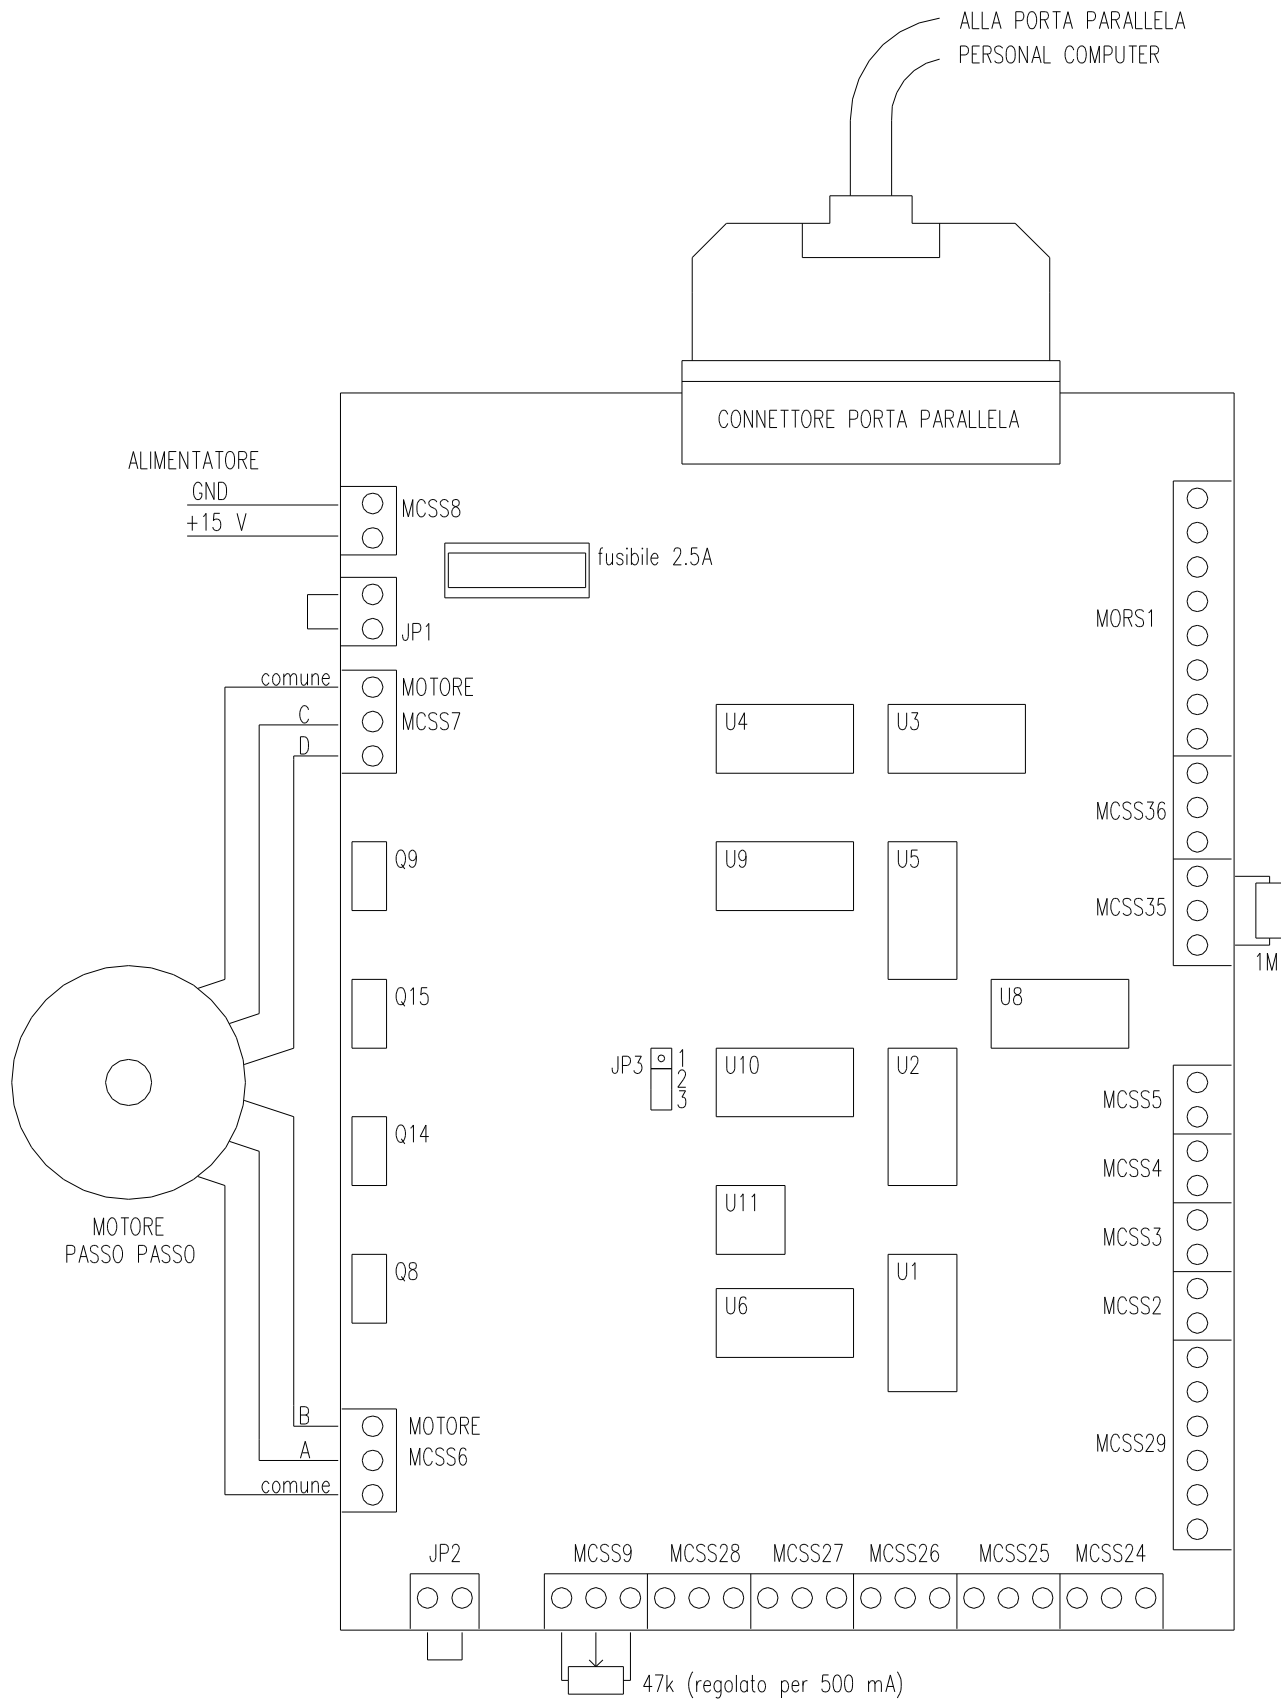 ALLA PORTA PARALLELA
PERSONAL COMPUTER
CONNETTORE PORTA PARALLELA
ALIMENTATORE
GND
+15 V
MCSS8
fusibile 2.5A
JP1
MORS1
comune
MOTORE
C
MCSS7
D
U4
U3
MCSS36
Q9
U9
U5
MCSS35
1M
Q15
U8
JP3
1
2
3
U10
U2
MCSS5
Q14
MCSS4
U11
MOTORE
PASSO PASSO
MCSS3
Q8
U1
U6
MCSS2
B
MOTORE
A
MCSS6
MCSS29
comune
JP2
MCSS9
MCSS28
MCSS27
MCSS26
MCSS25
MCSS24
47k (regolato per 500 mA)